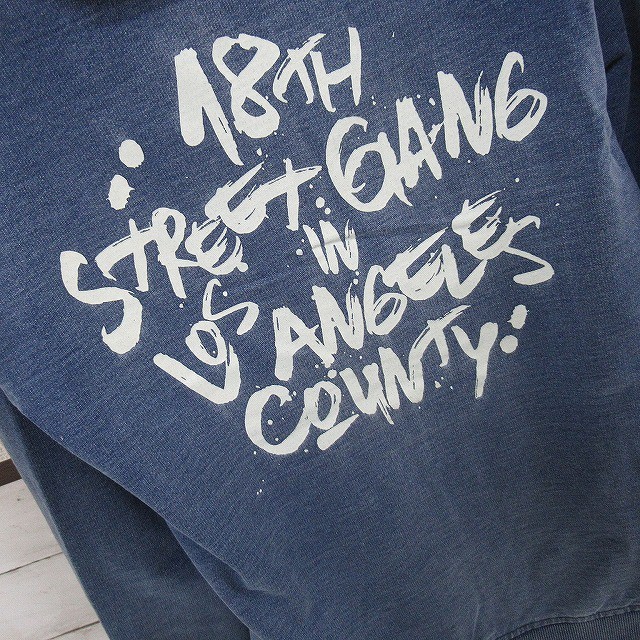 18TH
STREET GANG
IN
LOS ANGELES
COUNTY